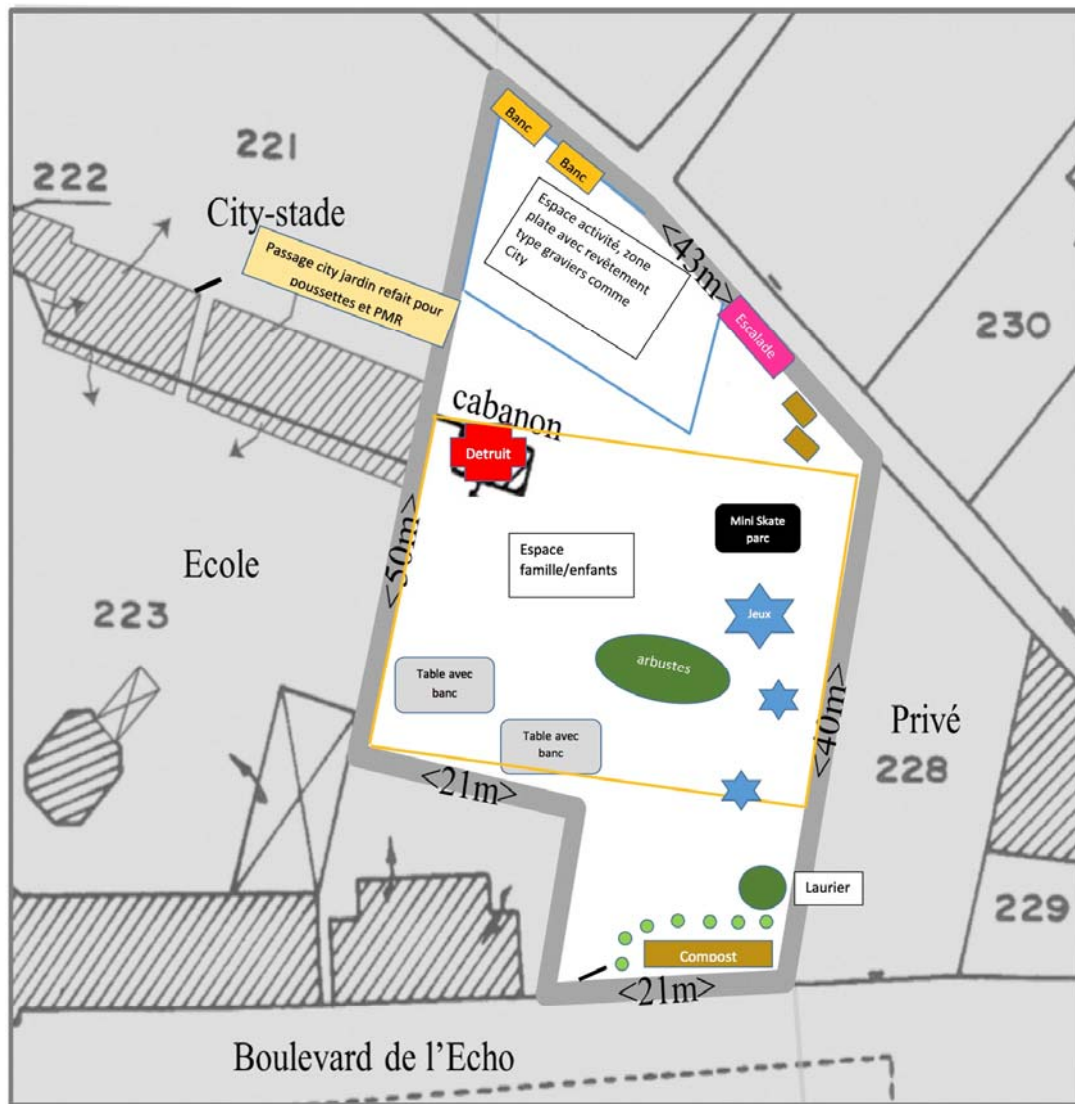 Banc
Banc
221
222
City-stade
Passage city jardin refait pour
poussettes et PMR
Espace activité, zone
plate avec revêtement
type graviers comme
City
<43m>
Escalade
230
cabanon
Detruit
Mini Skate
parc
<50m>
Espace
famille/enfants
Ecole
223
Jeux
arbustes
Table avec
banc
Table avec
banc
<40m>
Privé
228
<21m>
Laurier
229
Compost
<21m>
Boulevard de l'Echo